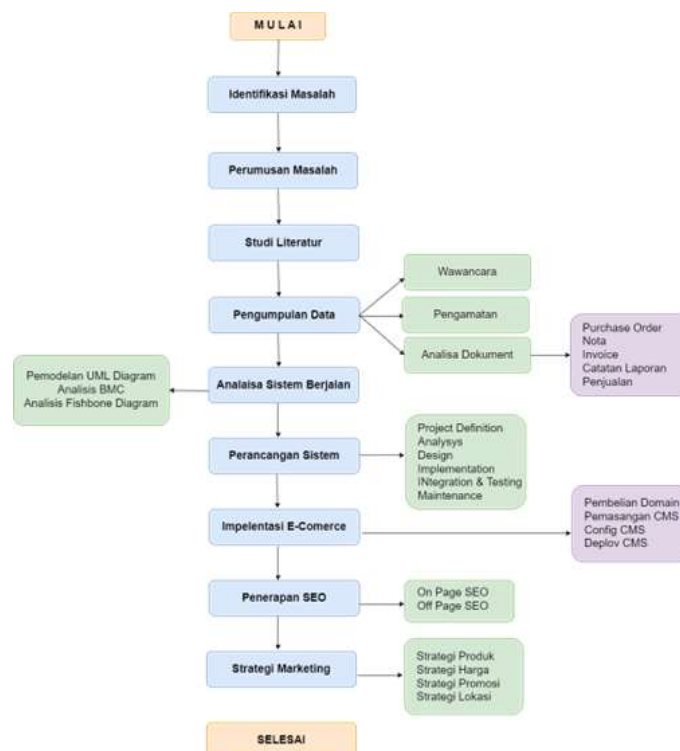 M U L A I
Identifikasi Masalah
Perumusan Masalah
Studi Literatur
Pengumpulan Data
Wawancara
Pengamatan
Analisa Dokument
Purchase Order
Nota
Invoice
Catatan Laporan
Penjualan
Analaisa Sistem Berjalan
Pemodelan UML Diagram
Analisis BMC
Analisis Fishbone Diagram
Perancangan Sistem
Project Definition
Analysys
Design
Implementation
INtegration & Testing
Maintenance
Impelentasi E-Comerce
Pembelian Domain
Pemasangan CMS
Config CMS
Deplov CMS
Penerapan SEO
On Page SEO
Off Page SEO
Strategi Marketing
Strategi Produk
Strategi Harga
Strategi Promosi
Strategi Lokasi
SELESAI